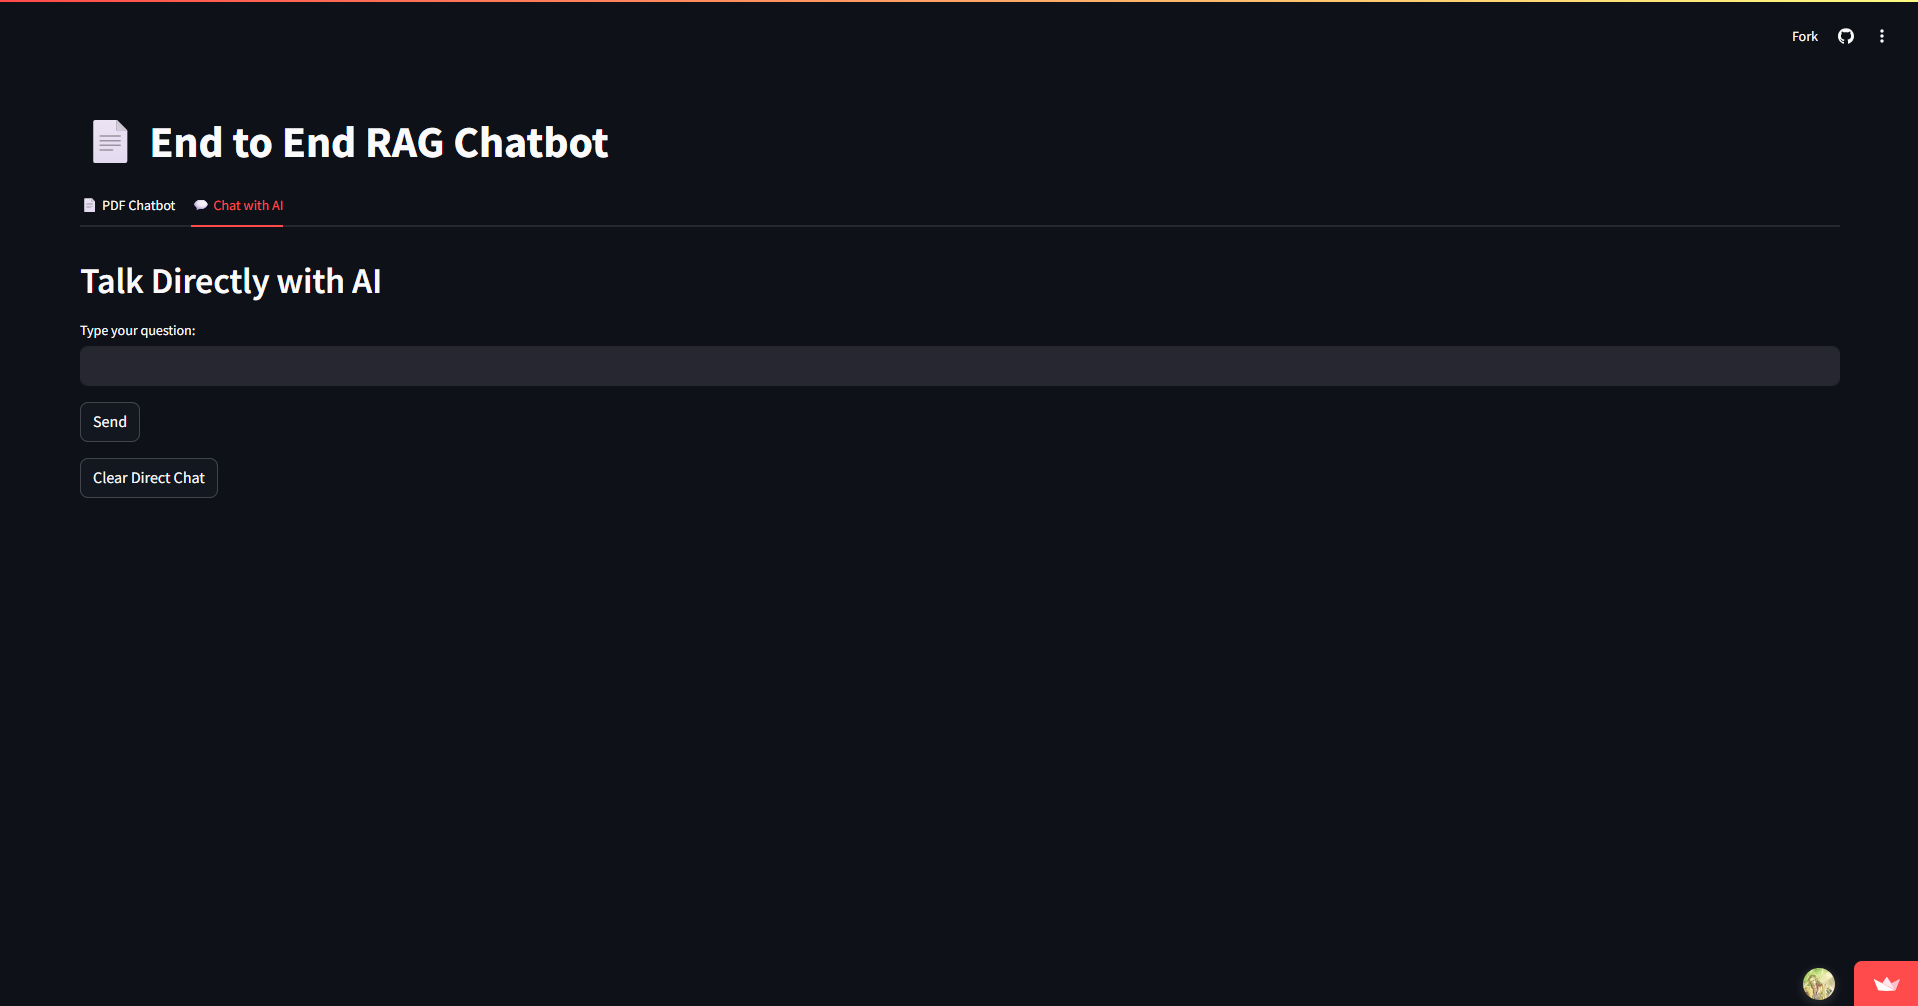 Fork
End to End RAG Chatbot
PDF Chatbot
Chat with AI
Talk Directly with AI
Type your question:
Send
Clear Direct Chat